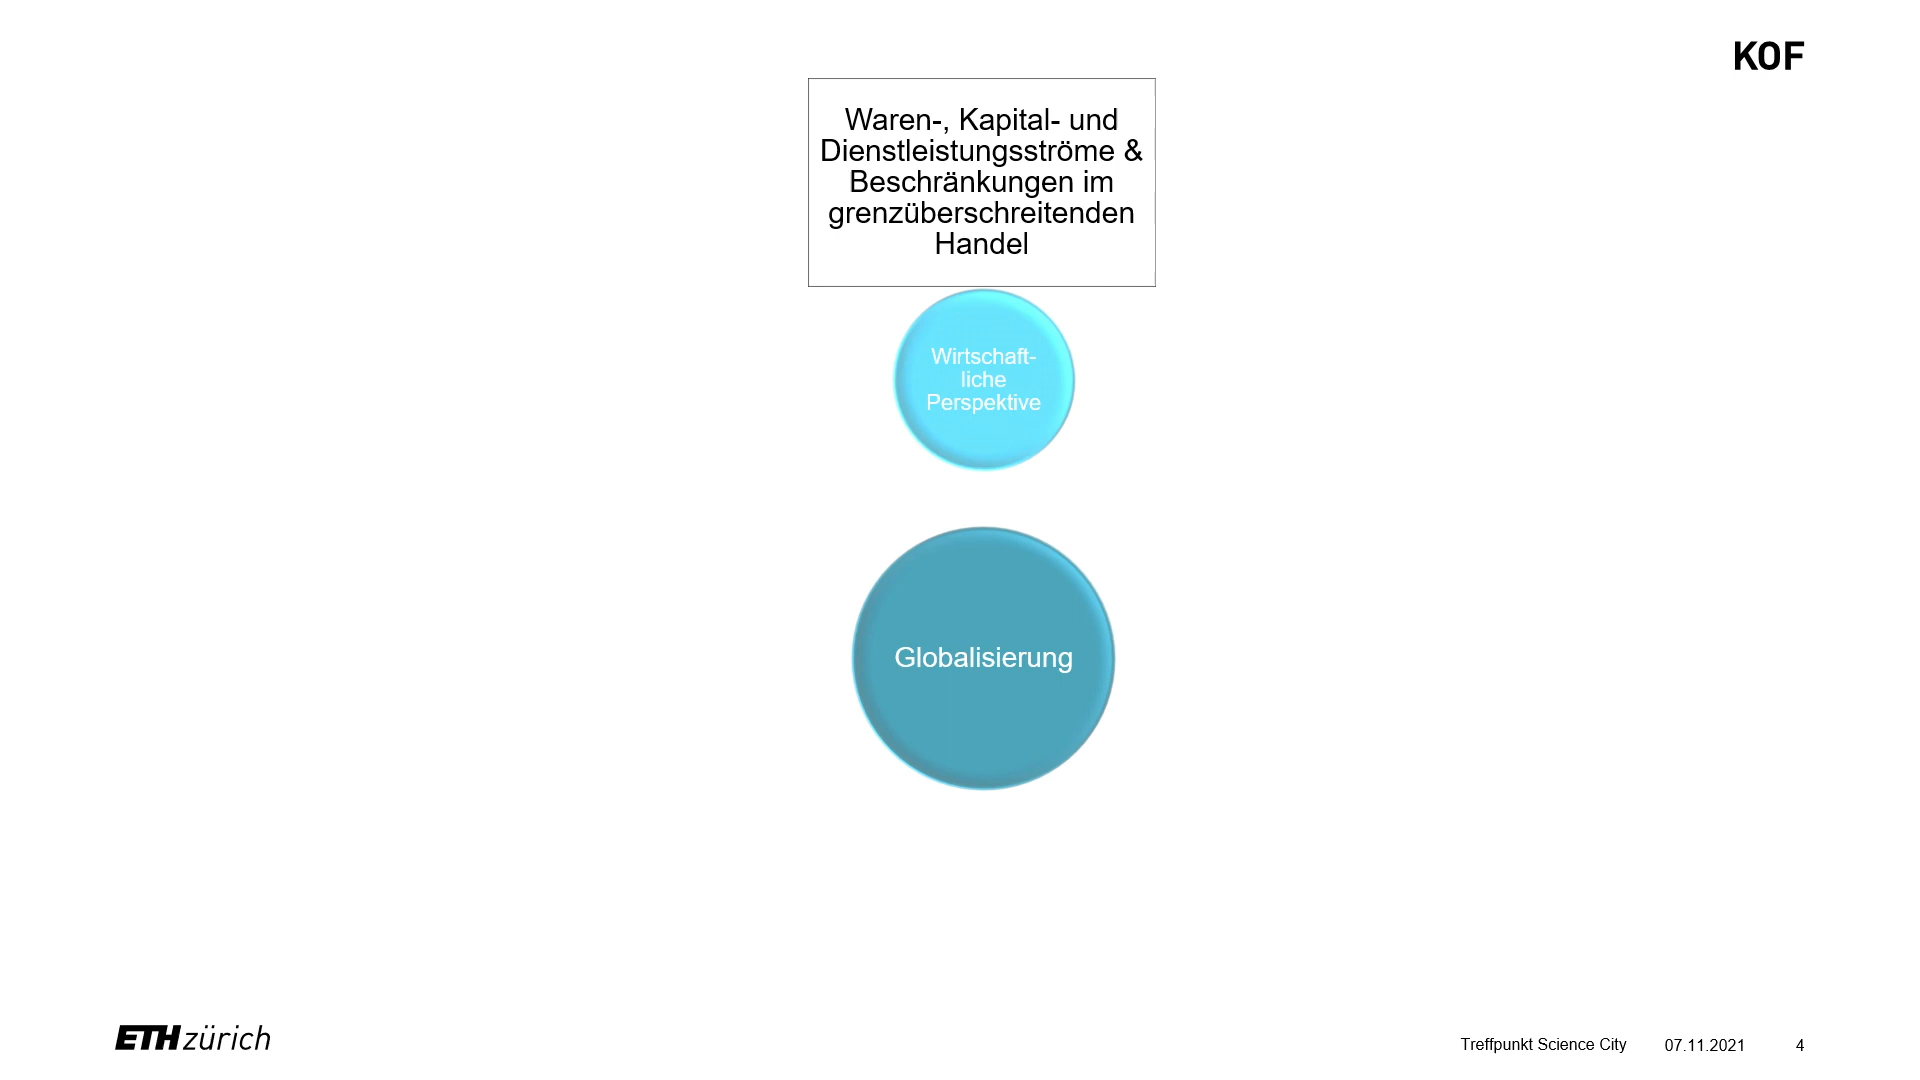 KOF
Waren-, Kapital- und
Dienstleistungsströme &
Beschränkungen im
grenzüberschreitenden
Handel
Wirtschaft-
liche
Perspektive
Globalisierung
ETH zürich
Treffpunkt Science City 07.11.2021 4